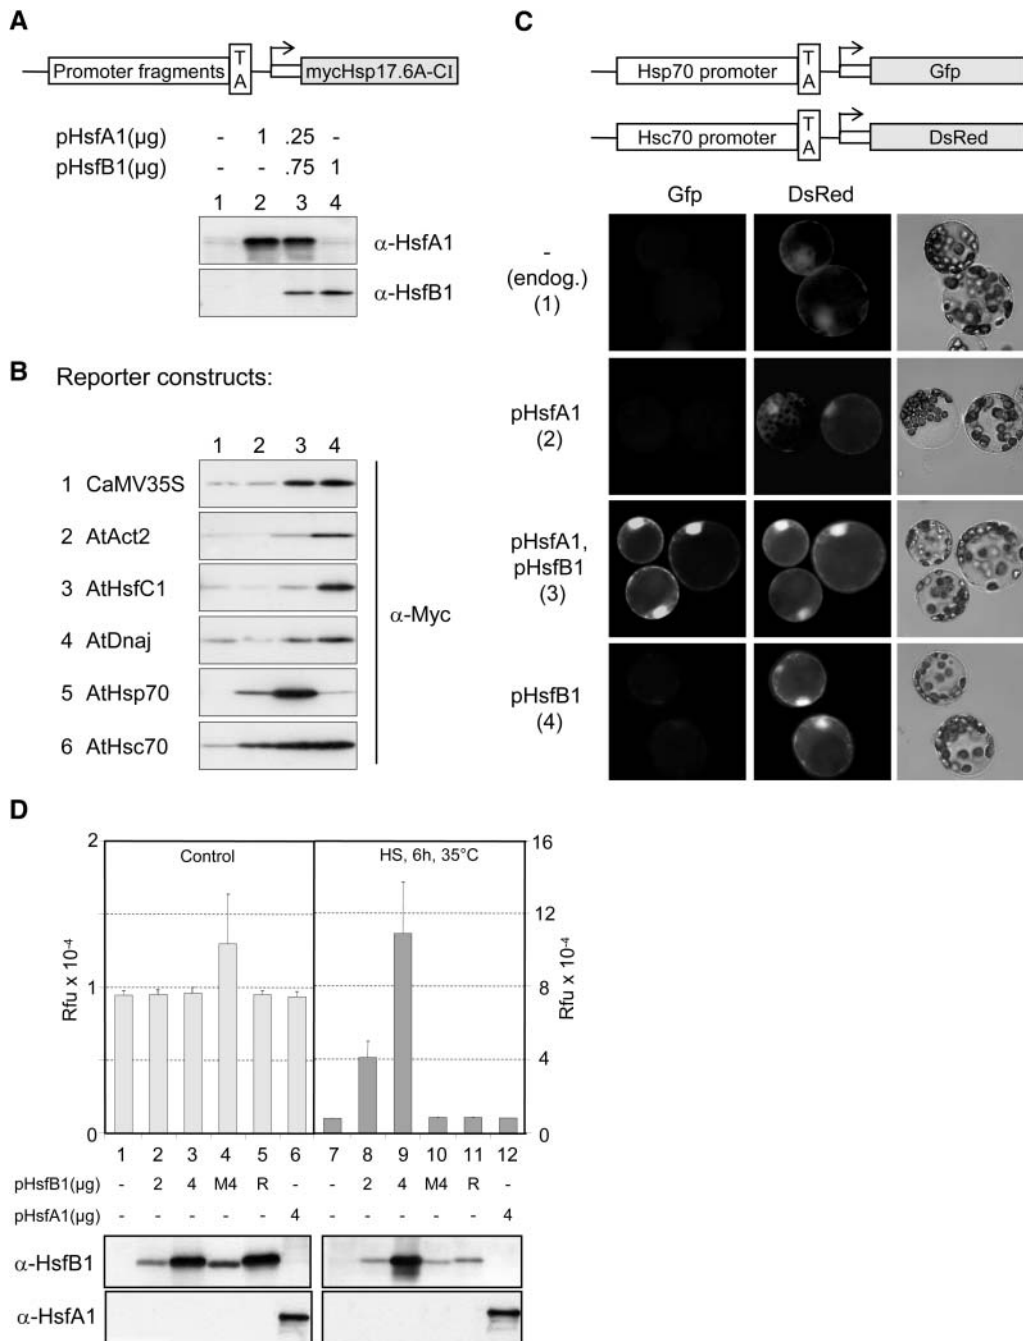 A
Promoter fragments
T
A
mycHsp17.6A-CI
pHsfA1(µg) - 1 .25 -
pHsfB1(µg) - - .75 1
1 2 3 4
α-HsfA1
α-HsfB1
B Reporter constructs:
1 2 3 4
1 CaMV35S
2 AtAct2
3 AtHsfC1
4 AtDnaj
5 AtHsp70
6 AtHsc70
α-Myc
C
Hsp70 promoter
T
A
Gfp
Hsc70 promoter
T
A
DsRed
Gfp DsRed
-
(endog.)
(1)
pHsfA1
(2)
pHsfA1,
pHsfB1
(3)
pHsfB1
(4)
D
Control
HS, 6h, 35°C
2
1
0
Rfu x 10-4
16
12
8
4
0
Rfu x 10-4
1 2 3 4 5 6 7 8 9 10 11 12
pHsfB1(µg) - 2 4 M4 R - - 2 4 M4 R -
pHsfA1(µg) - - - - - 4 - - - - - 4
α-HsfB1
α-HsfA1